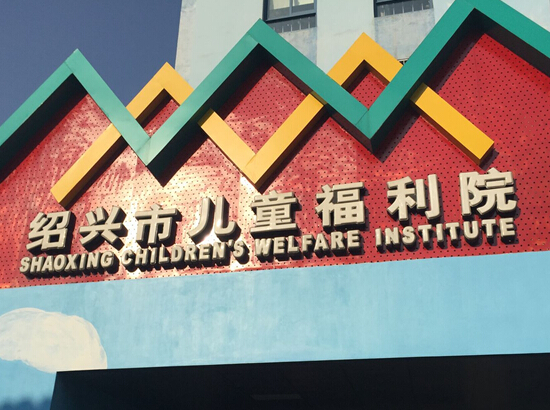 绍兴市儿童福利院
SHAOXING CHILDREN'S WELFARE INSTITUTE